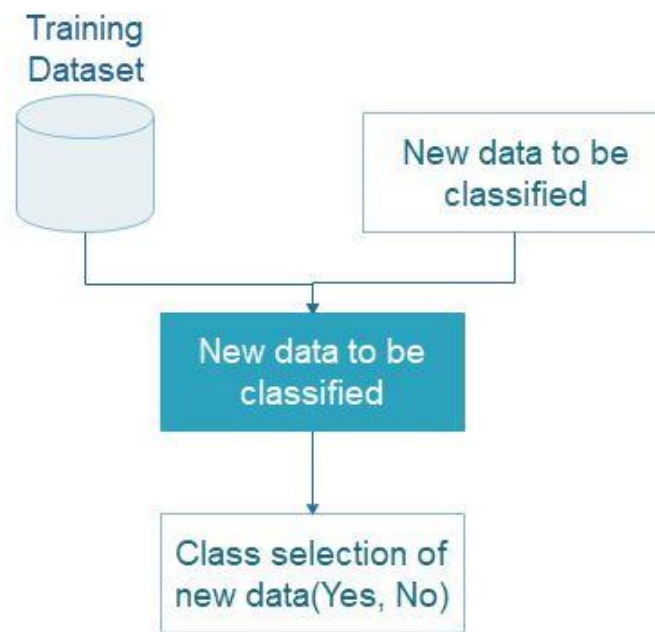 Training
Dataset
New data to be
classified
New data to be
classified
Class selection of
new data(Yes, No)